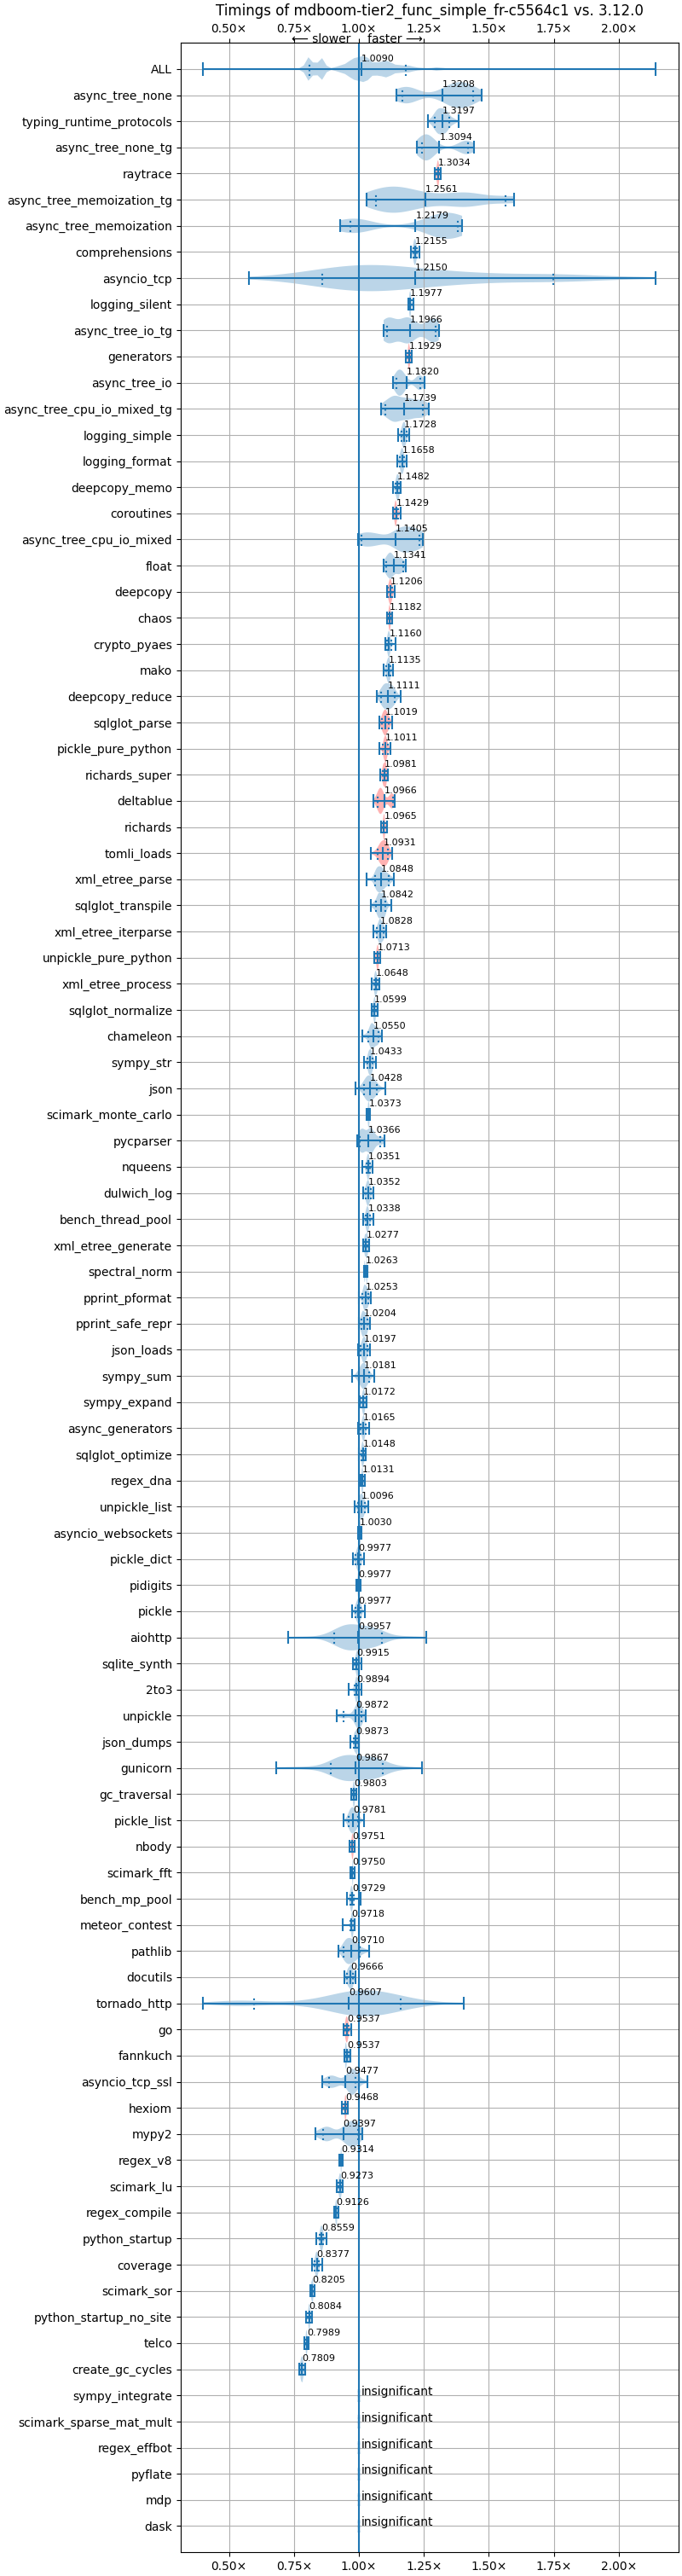 Timings of mdboom-tier2_func_simple_fr-c5564c1 vs. 3.12.0
0.50× 0.75× 1.00× 1.25× 1.50× 1.75× 2.00×
⟵ slower faster ⟶
ALL 1.0090
async_tree_none 1.3208
typing_runtime_protocols 1.3197
async_tree_none_tg 1.3094
raytrace 1.3034
async_tree_memoization_tg 1.2561
async_tree_memoization 1.2179
comprehensions 1.2155
asyncio_tcp 1.2150
logging_silent 1.1977
async_tree_io_tg 1.1966
generators 1.1929
async_tree_io 1.1820
async_tree_cpu_io_mixed_tg 1.1739
logging_simple 1.1728
logging_format 1.1658
deepcopy_memo 1.1482
coroutines 1.1429
async_tree_cpu_io_mixed 1.1405
float 1.1341
deepcopy 1.1206
chaos 1.1182
crypto_pyaes 1.1160
mako 1.1135
deepcopy_reduce 1.1111
sqlglot_parse 1.1019
pickle_pure_python 1.1011
richards_super 1.0981
deltablue 1.0966
richards 1.0965
tomli_loads 1.0931
xml_etree_parse 1.0848
sqlglot_transpile 1.0842
xml_etree_iterparse 1.0828
unpickle_pure_python 1.0713
xml_etree_process 1.0648
sqlglot_normalize 1.0599
chameleon 1.0550
sympy_str 1.0433
json 1.0428
scimark_monte_carlo 1.0373
pycparser 1.0366
nqueens 1.0351
dulwich_log 1.0352
bench_thread_pool 1.0338
xml_etree_generate 1.0277
spectral_norm 1.0263
pprint_pformat 1.0253
pprint_safe_repr 1.0204
json_loads 1.0197
sympy_sum 1.0181
sympy_expand 1.0172
async_generators 1.0165
sqlglot_optimize 1.0148
regex_dna 1.0131
unpickle_list 1.0096
asyncio_websockets 1.0030
pickle_dict 0.9977
pidigits 0.9977
pickle 0.9977
aiohttp 0.9957
sqlite_synth 0.9915
2to3 0.9894
unpickle 0.9872
json_dumps 0.9873
gunicorn 0.9867
gc_traversal 0.9803
pickle_list 0.9781
nbody 0.9751
scimark_fft 0.9750
bench_mp_pool 0.9729
meteor_contest 0.9718
pathlib 0.9710
docutils 0.9666
tornado_http 0.9607
go 0.9537
fannkuch 0.9537
asyncio_tcp_ssl 0.9477
hexiom 0.9468
mypy2 0.9397
regex_v8 0.9314
scimark_lu 0.9273
regex_compile 0.9126
python_startup 0.8559
coverage 0.8377
scimark_sor 0.8205
python_startup_no_site 0.8084
telco 0.7989
create_gc_cycles 0.7809
sympy_integrate insignificant
scimark_sparse_mat_mult insignificant
regex_effbot insignificant
pyflate insignificant
mdp insignificant
dask insignificant
0.50× 0.75× 1.00× 1.25× 1.50× 1.75× 2.00×